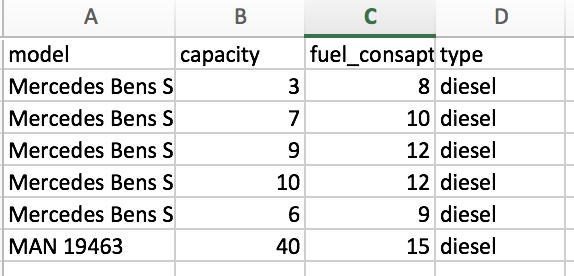 A B C D
model capacity fuel_consapt type
Mercedes Bens S 3 8 diesel
Mercedes Bens S 7 10 diesel
Mercedes Bens S 9 12 diesel
Mercedes Bens S 10 12 diesel
Mercedes Bens S 6 9 diesel
MAN 19463 40 15 diesel